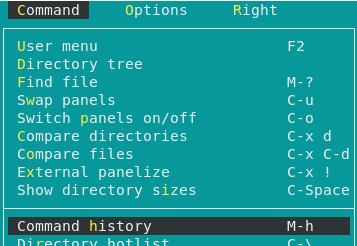 Command Options Right
User menu F2
Directory tree
Find file M-?
Swap panels C-u
Switch panels on/off C-o
Compare directories C-x d
Compare files C-x C-d
External panelize C-x !
Show directory sizes C-Space
Command history M-h
Directory hotlist C-\